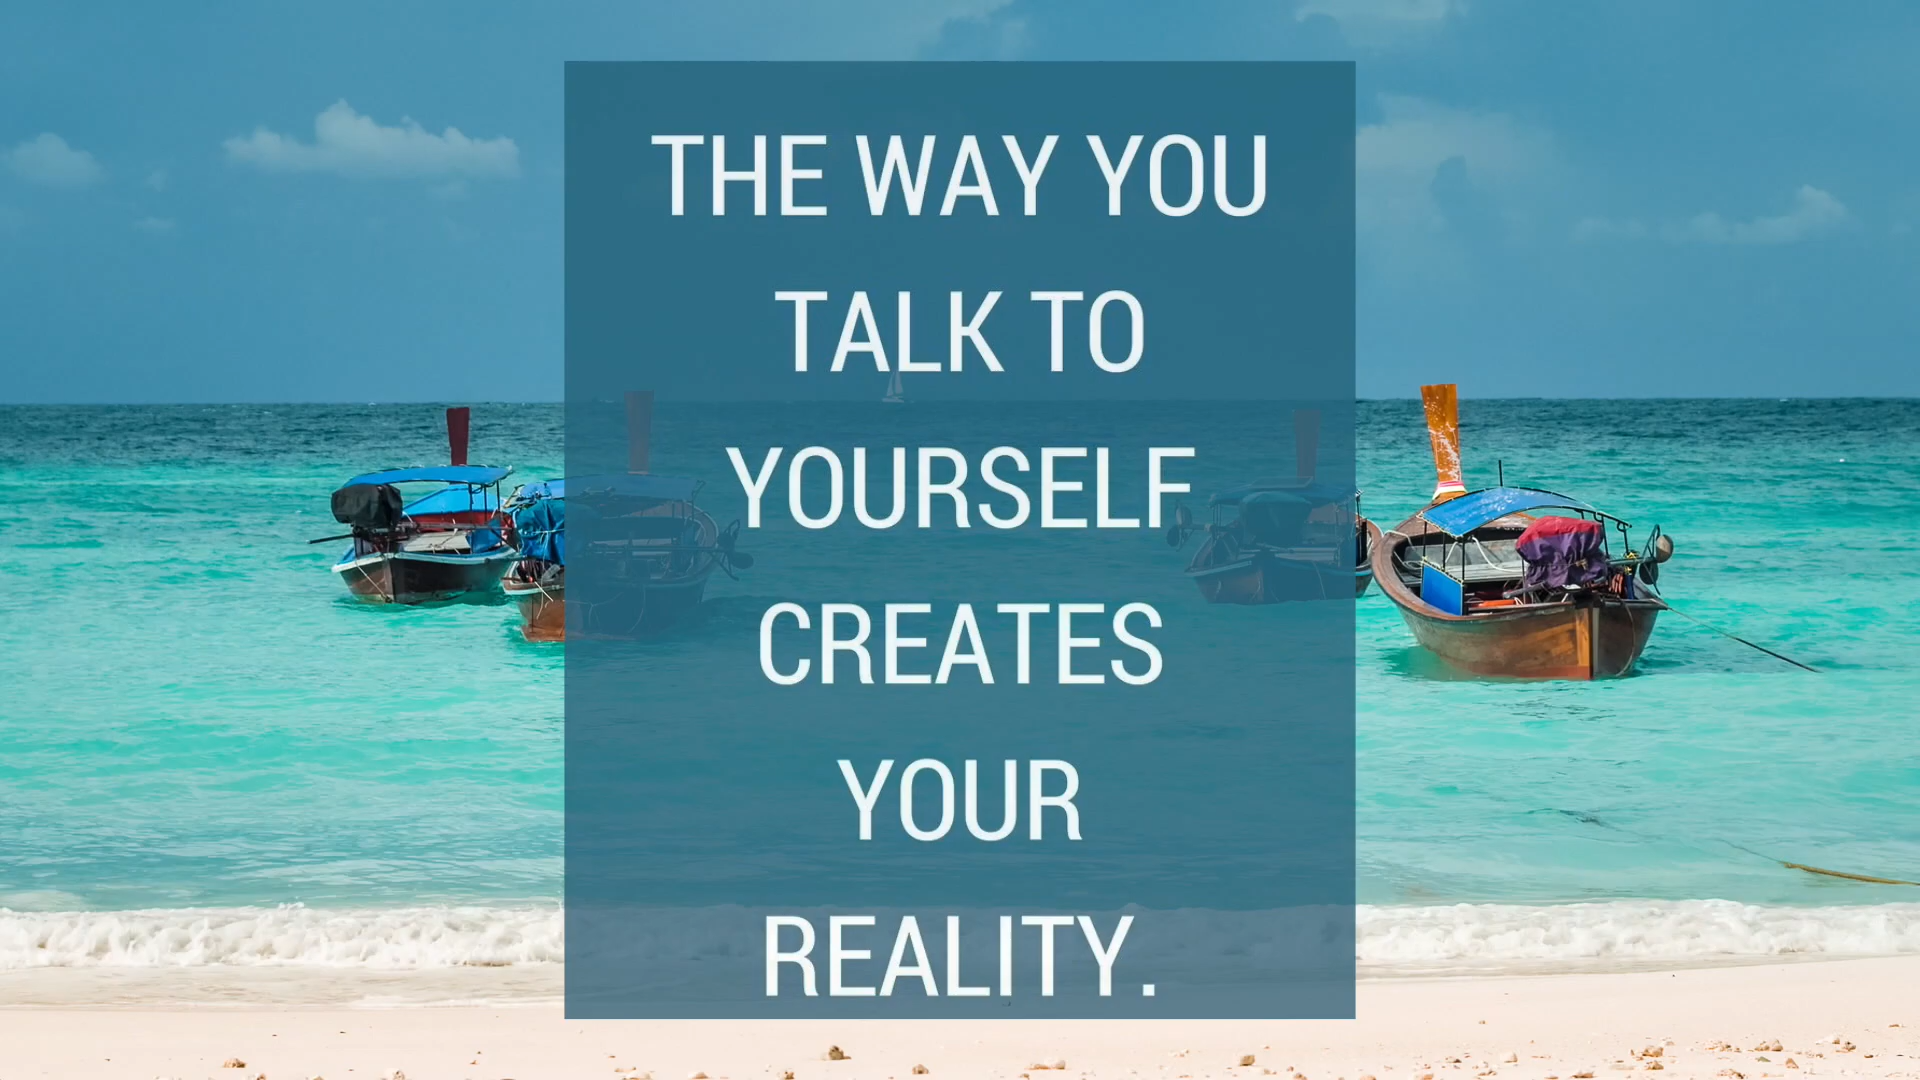 THE WAY YOU
TALK TO
YOURSELF
CREATES
YOUR
REALITY.